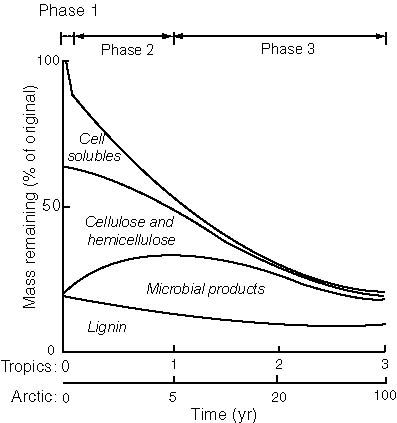 Phase 1
Phase 2
Phase 3
Mass remaining (% of original)
100
50
0
Cell
solubles
Cellulose and
hemicellulose
Microbial products
Lignin
Tropics: 0 1 2 3
Arctic: 0 5 20 100
Time (yr)